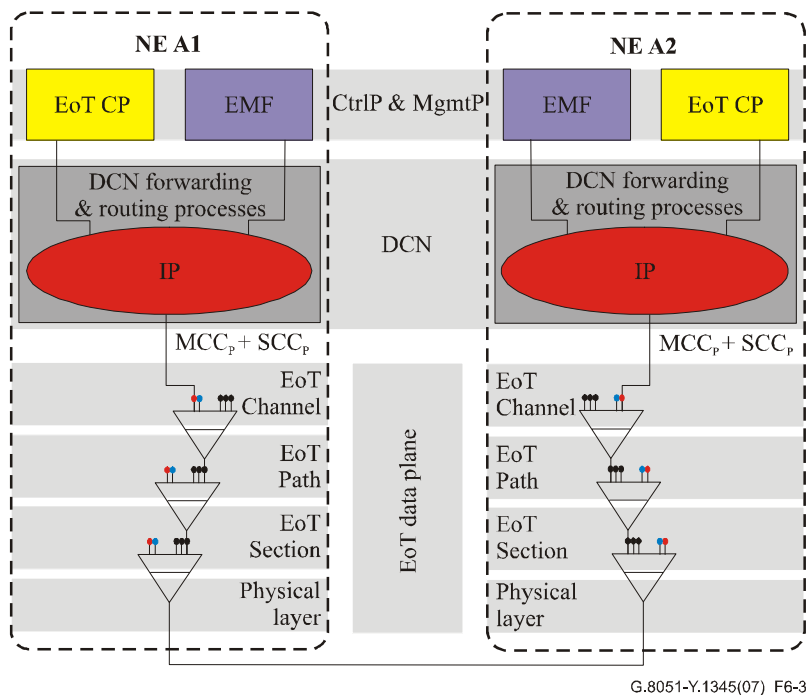 NE A1
NE A2
EoT CP
EMF
CtrlP & MgmtP
EMF
EoT CP
DCN forwarding
& routing processes
DCN
DCN forwarding
& routing processes
IP
IP
MCCP + SCCP
MCCP + SCCP
EoT
Channel
EoT
Path
EoT
Section
Physical
layer
EoT data plane
EoT
Channel
EoT
Path
EoT
Section
Physical
layer
G.8051-Y.1345(07) F6-3